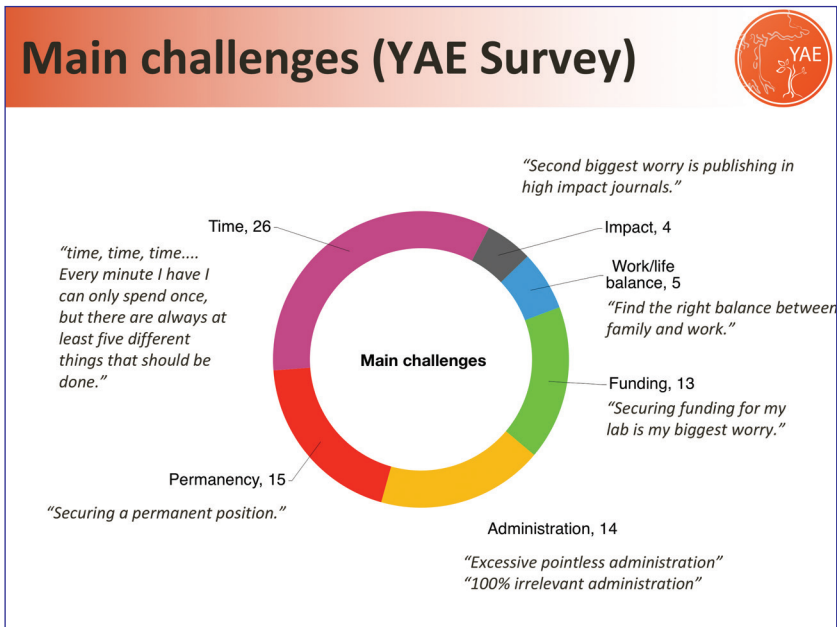 Main challenges (YAE Survey)
YAE
“Second biggest worry is publishing in
high impact journals.”
Time, 26
Impact, 4
“time, time, time....
Every minute I have I
can only spend once,
but there are always at
least five different
things that should be
done.”
Work/life
balance, 5
“Find the right balance between
family and work.”
Main challenges
Funding, 13
“Securing funding for my
lab is my biggest worry.”
Permanency, 15
“Securing a permanent position.”
Administration, 14
“Excessive pointless administration”
“100% irrelevant administration”